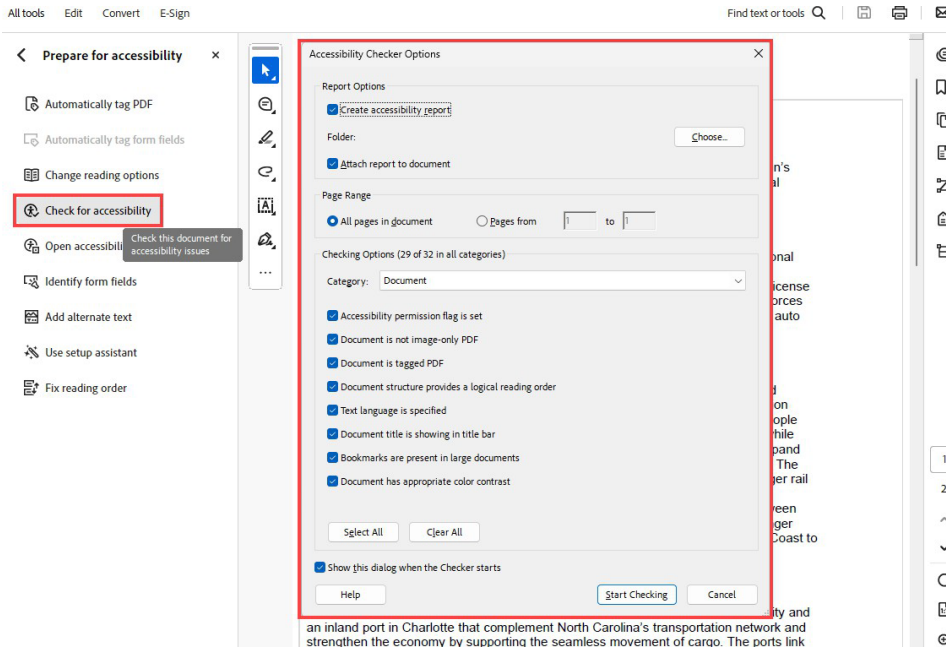 All tools Edit Convert E-Sign Find text or tools
Prepare for accessibility
Automatically tag PDF
Automatically tag form fields
Change reading options
Check for accessibility
Open accessibili
Check this document for
accessibility issues
Identify form fields
Add alternate text
Use setup assistant
Fix reading order
Accessibility Checker Options
Report Options
Create accessibility report
Folder: Choose...
Attach report to document
Page Range
All pages in document Pages from 1 to 1
Checking Options (29 of 32 in all categories)
Category: Document
Accessibility permission flag is set
Document is not image-only PDF
Document is tagged PDF
Document structure provides a logical reading order
Text language is specified
Document title is showing in title bar
Bookmarks are present in large documents
Document has appropriate color contrast
Select All Clear All
Show this dialog when the Checker starts
Help Start Checking Cancel
n's
al
onal
icense
orces
auto
d
on
ople
hile
pand
The
ger rail
een
ger
Coast to
ity and
an inland port in Charlotte that complement North Carolina's transportation network and
strengthen the economy by supporting the seamless movement of cargo. The ports link
1
2